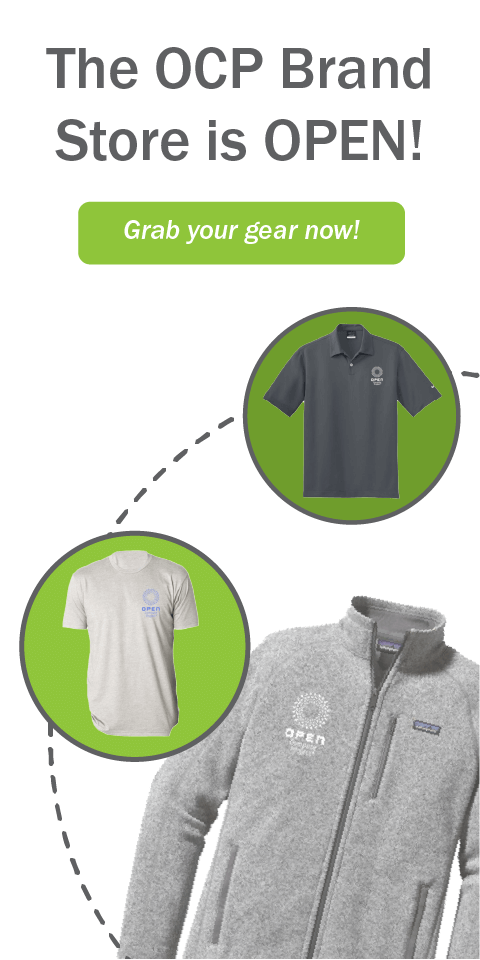 The OCP Brand
Store is OPEN!
Grab your gear now!
OPEN
OPEN
OPEN